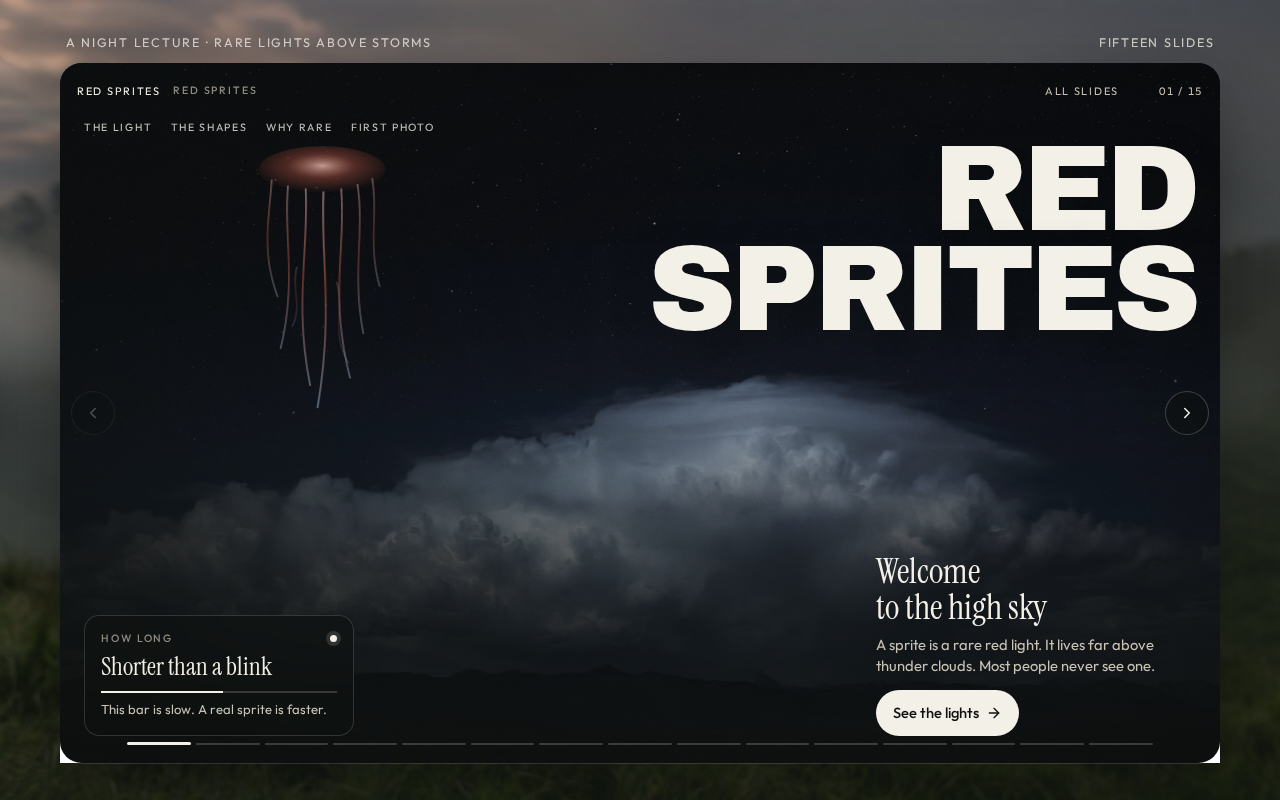 A NIGHT LECTURE · RARE LIGHTS ABOVE STORMS
FIFTEEN SLIDES
RED SPRITES RED SPRITES
ALL SLIDES
01 / 15
THE LIGHT THE SHAPES WHY RARE FIRST PHOTO
RED
SPRITES
Welcome
to the high sky
A sprite is a rare red light. It lives far above
thunder clouds. Most people never see one.
See the lights
HOW LONG
Shorter than a blink
This bar is slow. A real sprite is faster.